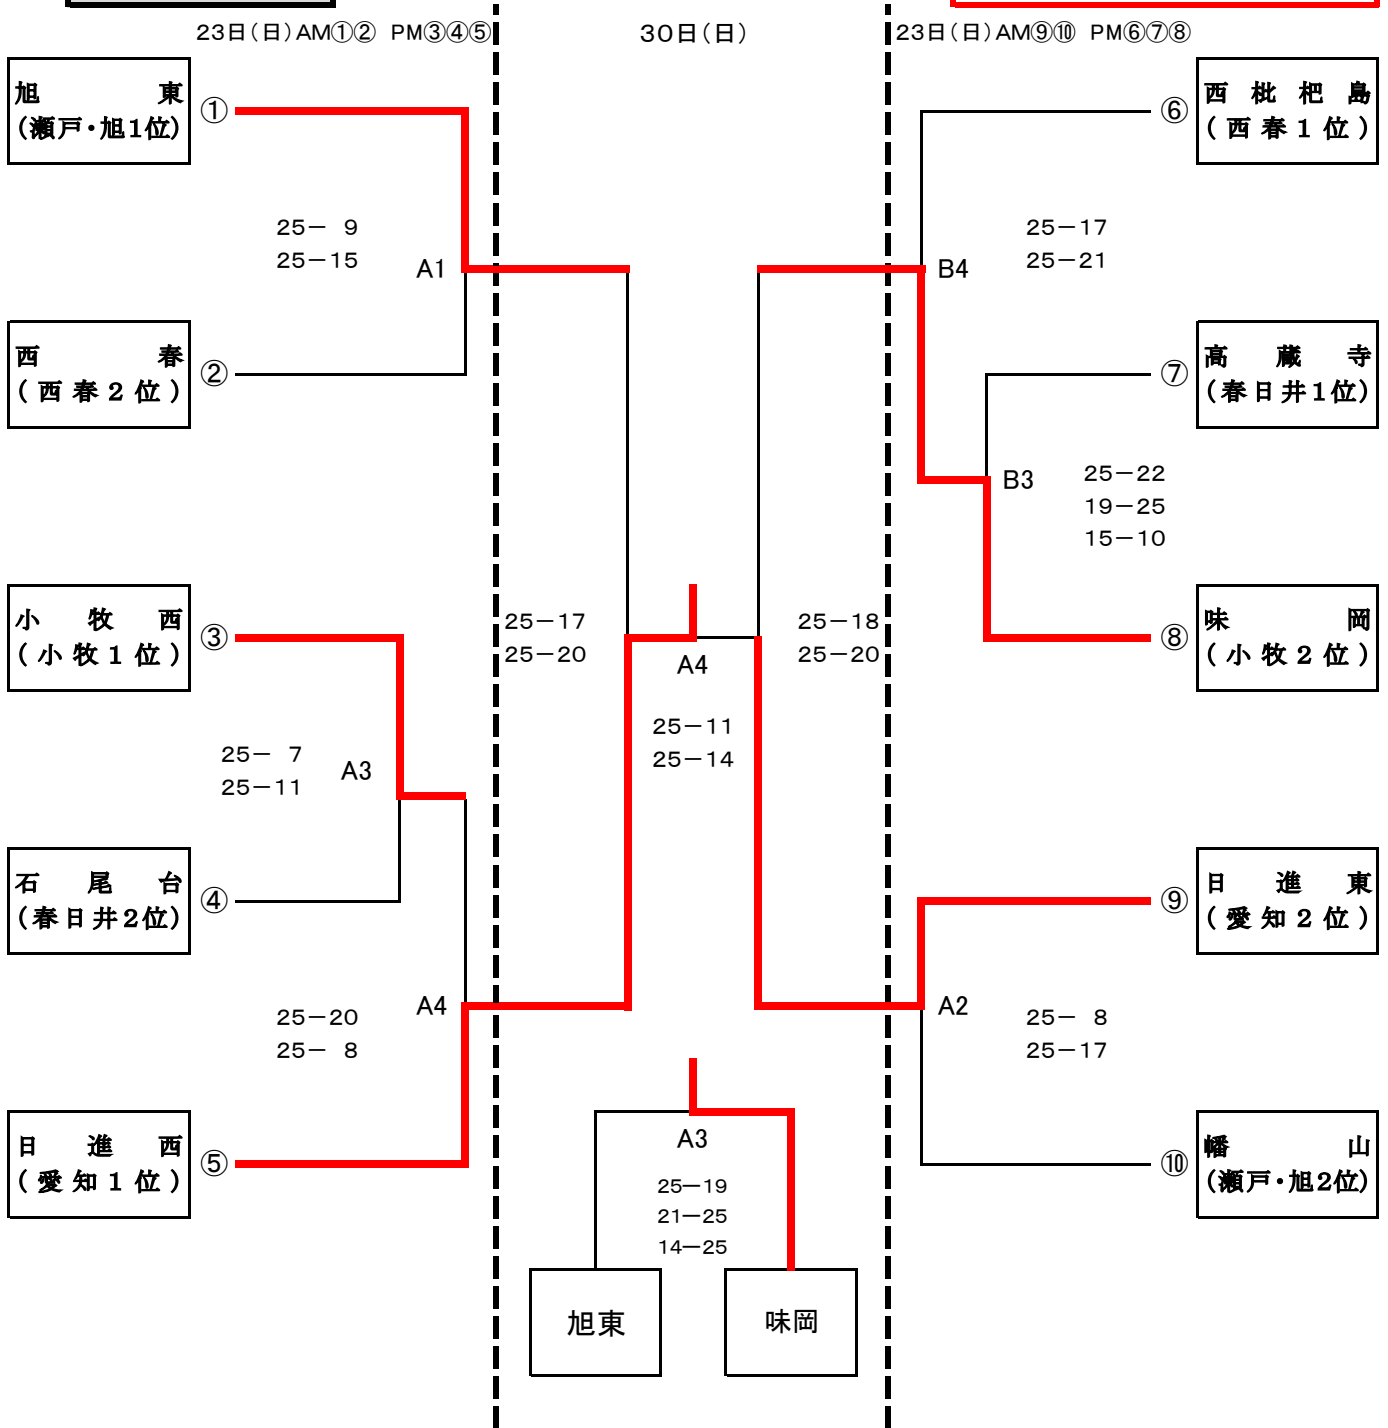 23日(日)AM①② PM③④⑤
30日(日)
23日(日)AM⑨⑩ PM⑥⑦⑧
旭東
(瀬戸・旭1位)
①
25－ 9
25－15
A1
西春
(西春2位)
②
小牧西
(小牧1位)
③
25－ 7
25－11
A3
石尾台
(春日井2位)
④
25－20
25－ 8
A4
日進西
(愛知1位)
⑤
25－17
25－20
A4
25－11
25－14
25－18
25－20
A3
25－19
21－25
14－25
旭東
味岡
西枇杷島
(西春1位)
⑥
25－17
25－21
B4
高蔵寺
(春日井1位)
⑦
B3
25－22
19－25
15－10
味岡
(小牧2位)
⑧
日進東
(愛知2位)
⑨
A2
25－ 8
25－17
幡山
(瀬戸・旭2位)
⑩